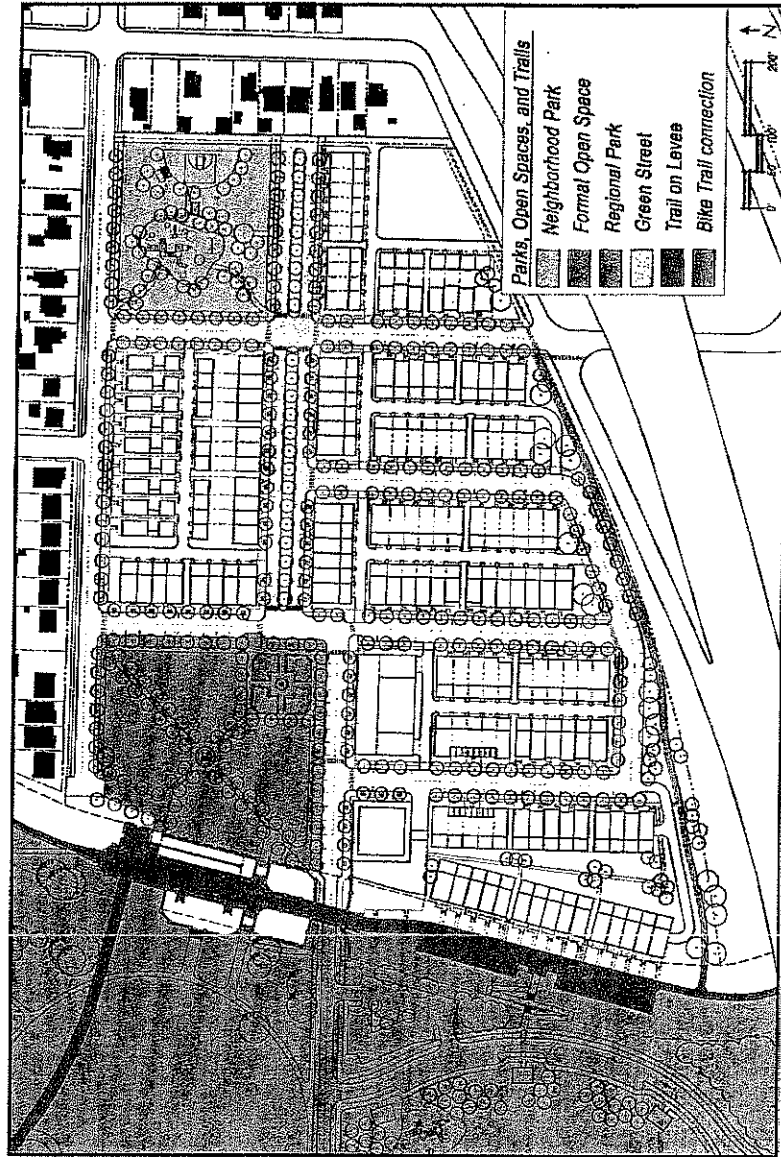 Parks, Open Spaces, and Trails
Neighborhood Park
Formal Open Space
Regional Park
Green Street
Trail on Levee
Bike Trail connection
N
0' 50' 100' 200'